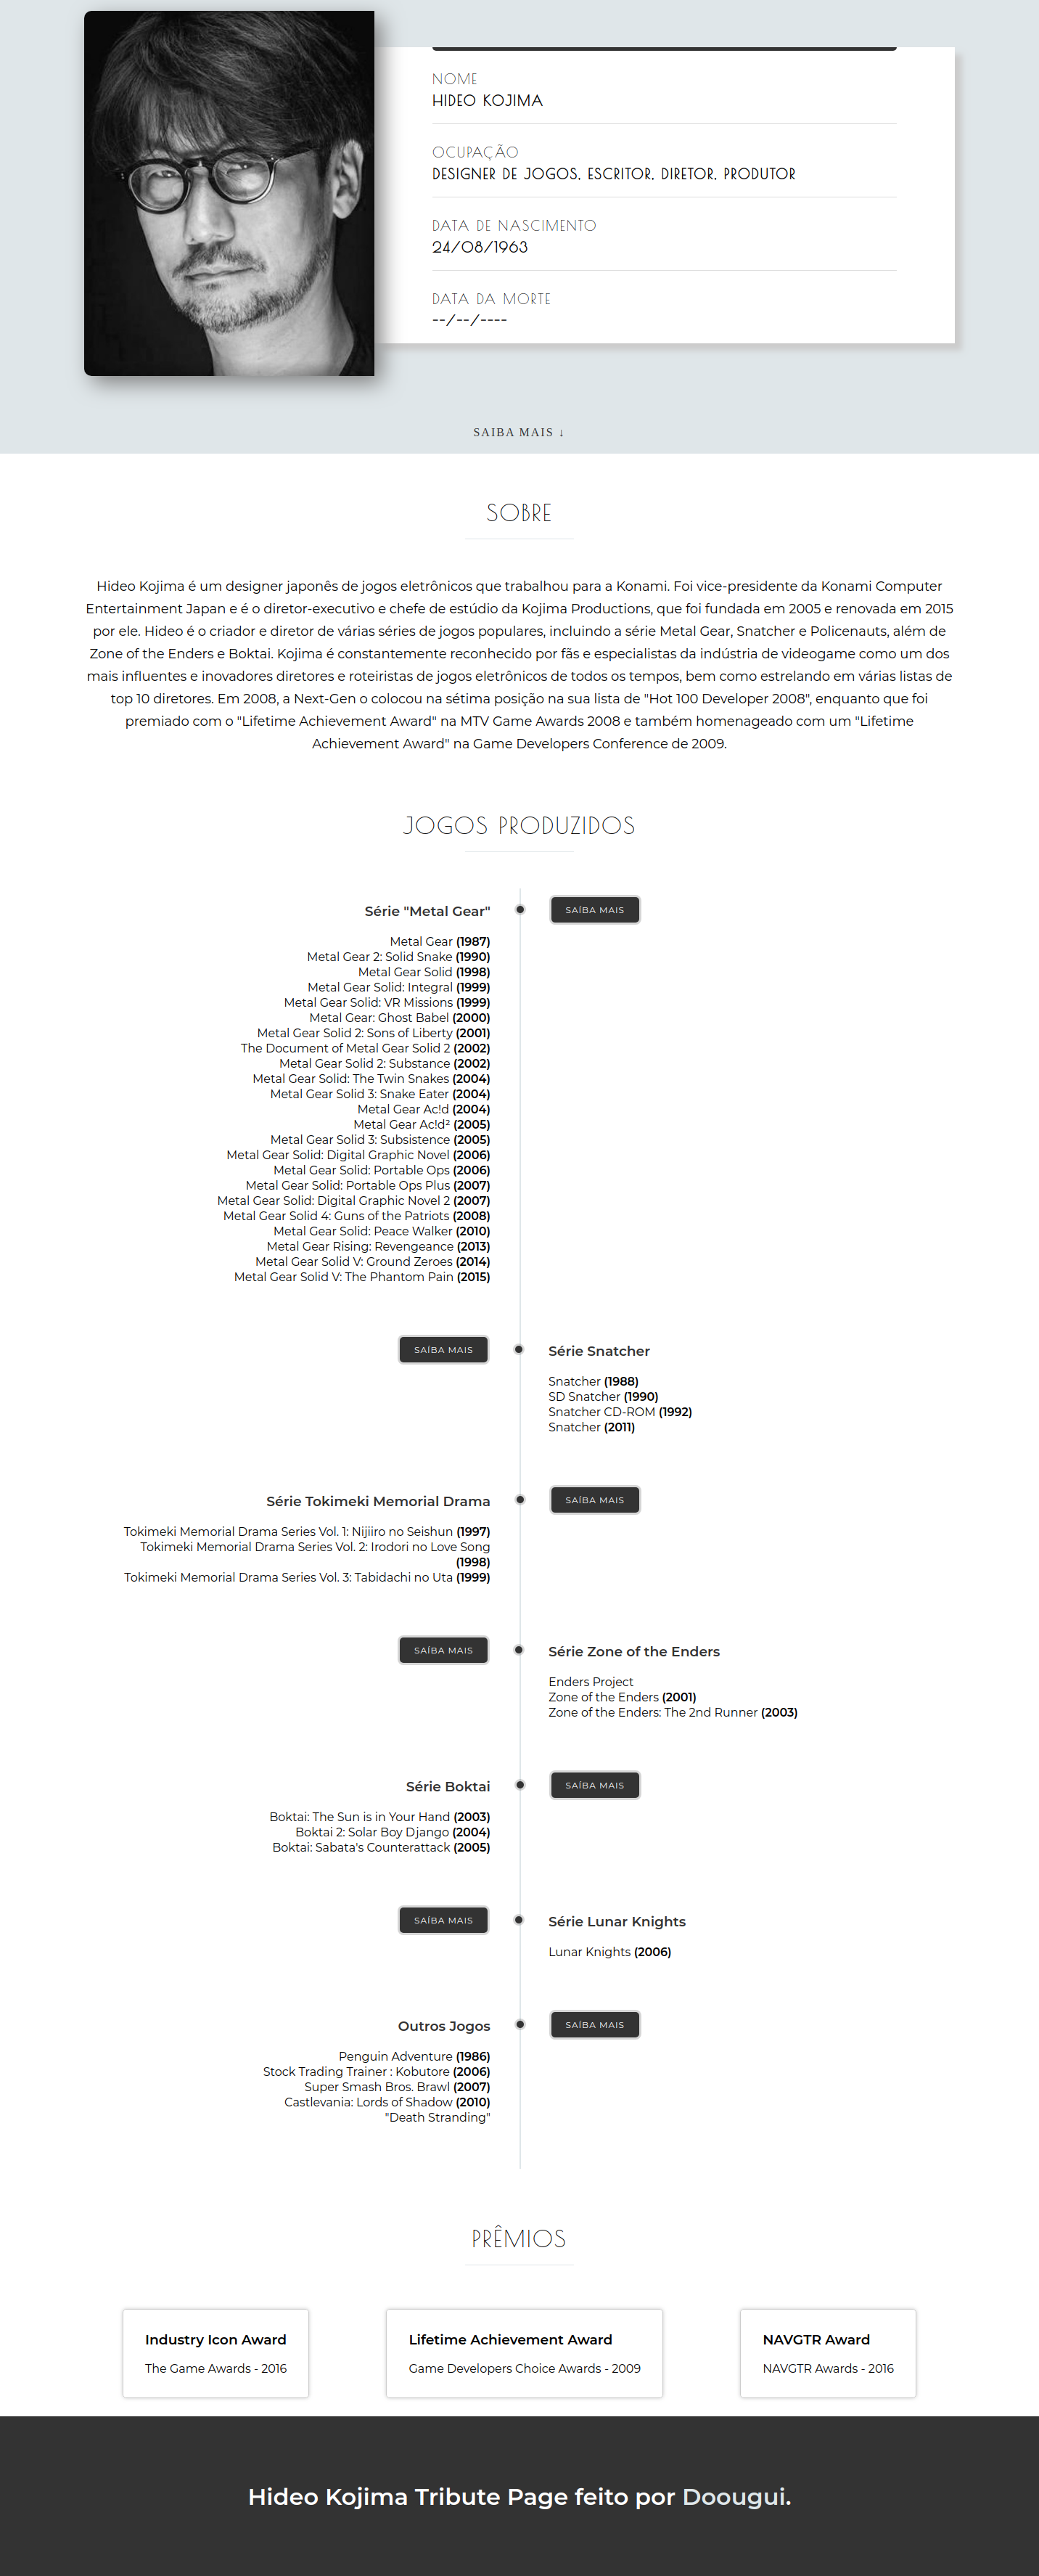 NOME
HIDEO KOJIMA
OCUPAÇÃO
DESIGNER DE JOGOS, ESCRITOR, DIRETOR, PRODUTOR
DATA DE NASCIMENTO
24/08/1963
DATA DA MORTE
--/--/----
SAIBA MAIS ↓
SOBRE
Hideo Kojima é um designer japonês de jogos eletrônicos que trabalhou para a Konami. Foi vice-presidente da Konami Computer
Entertainment Japan e é o diretor-executivo e chefe de estúdio da Kojima Productions, que foi fundada em 2005 e renovada em 2015
por ele. Hideo é o criador e diretor de várias séries de jogos populares, incluindo a série Metal Gear, Snatcher e Policenauts, além de
Zone of the Enders e Boktai. Kojima é constantemente reconhecido por fãs e especialistas da indústria de videogame como um dos
mais influentes e inovadores diretores e roteiristas de jogos eletrônicos de todos os tempos, bem como estrelando em várias listas de
top 10 diretores. Em 2008, a Next-Gen o colocou na sétima posição na sua lista de "Hot 100 Developer 2008", enquanto que foi
premiado com o "Lifetime Achievement Award" na MTV Game Awards 2008 e também homenageado com um "Lifetime
Achievement Award" na Game Developers Conference de 2009.
JOGOS PRODUZIDOS
Série "Metal Gear"
SAÍBA MAIS
Metal Gear (1987)
Metal Gear 2: Solid Snake (1990)
Metal Gear Solid (1998)
Metal Gear Solid: Integral (1999)
Metal Gear Solid: VR Missions (1999)
Metal Gear: Ghost Babel (2000)
Metal Gear Solid 2: Sons of Liberty (2001)
The Document of Metal Gear Solid 2 (2002)
Metal Gear Solid 2: Substance (2002)
Metal Gear Solid: The Twin Snakes (2004)
Metal Gear Solid 3: Snake Eater (2004)
Metal Gear Ac!d (2004)
Metal Gear Ac!d² (2005)
Metal Gear Solid 3: Subsistence (2005)
Metal Gear Solid: Digital Graphic Novel (2006)
Metal Gear Solid: Portable Ops (2006)
Metal Gear Solid: Portable Ops Plus (2007)
Metal Gear Solid: Digital Graphic Novel 2 (2007)
Metal Gear Solid 4: Guns of the Patriots (2008)
Metal Gear Solid: Peace Walker (2010)
Metal Gear Rising: Revengeance (2013)
Metal Gear Solid V: Ground Zeroes (2014)
Metal Gear Solid V: The Phantom Pain (2015)
SAÍBA MAIS
Série Snatcher
Snatcher (1988)
SD Snatcher (1990)
Snatcher CD-ROM (1992)
Snatcher (2011)
Série Tokimeki Memorial Drama
SAÍBA MAIS
Tokimeki Memorial Drama Series Vol. 1: Nijiiro no Seishun (1997)
Tokimeki Memorial Drama Series Vol. 2: Irodori no Love Song
(1998)
Tokimeki Memorial Drama Series Vol. 3: Tabidachi no Uta (1999)
SAÍBA MAIS
Série Zone of the Enders
Enders Project
Zone of the Enders (2001)
Zone of the Enders: The 2nd Runner (2003)
Série Boktai
SAÍBA MAIS
Boktai: The Sun is in Your Hand (2003)
Boktai 2: Solar Boy Django (2004)
Boktai: Sabata's Counterattack (2005)
SAÍBA MAIS
Série Lunar Knights
Lunar Knights (2006)
Outros Jogos
SAÍBA MAIS
Penguin Adventure (1986)
Stock Trading Trainer : Kobutore (2006)
Super Smash Bros. Brawl (2007)
Castlevania: Lords of Shadow (2010)
"Death Stranding"
PRÊMIOS
Industry Icon Award
The Game Awards - 2016
Lifetime Achievement Award
Game Developers Choice Awards - 2009
NAVGTR Award
NAVGTR Awards - 2016
Hideo Kojima Tribute Page feito por Doougui.